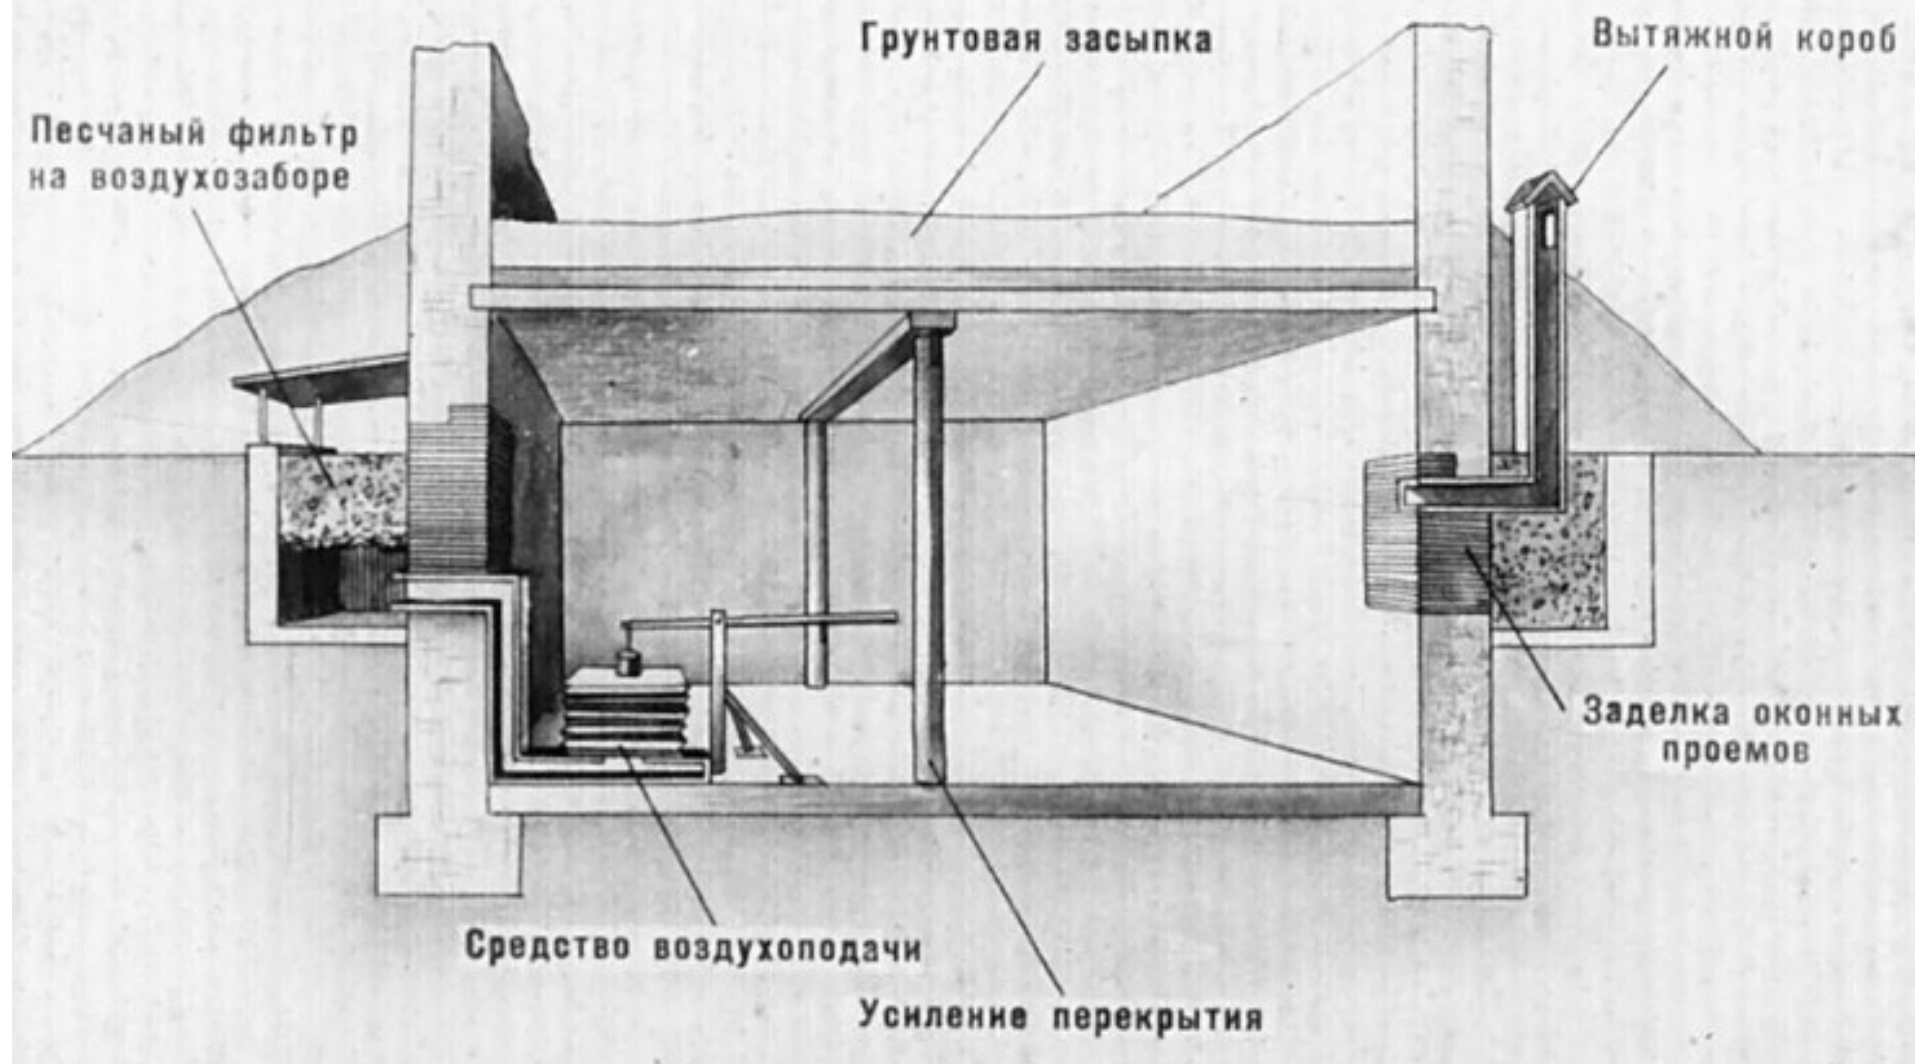 Грунтовая засыпка
Вытяжной короб
Песчаный фильтр
на воздухозаборе
Заделка оконных
проемов
Средство воздухоподачи
Усиление перекрытия